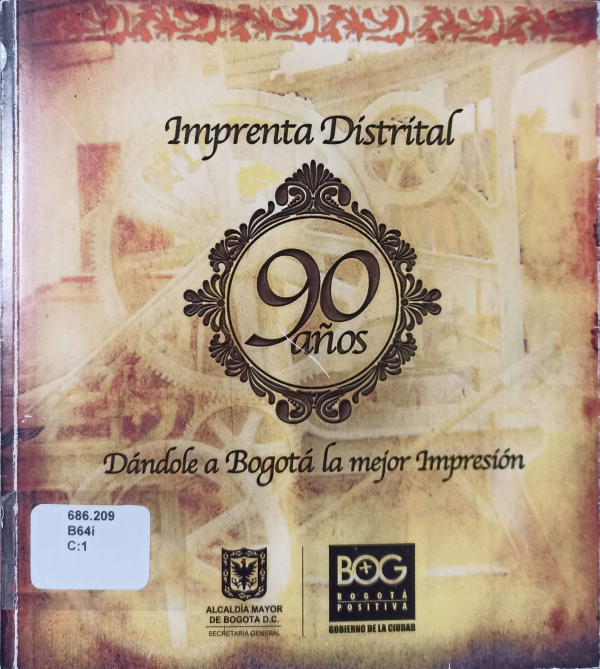 Imprenta Distrital
90
años
Dándole a Bogotá la mejor Impresión
686.209
B64i
C:1
ALCALDÍA MAYOR
DE BOGOTA D.C.
SECRETARÍA GENERAL
BOG
BOGOTÁ
POSITIVA
GOBIERNO DE LA CIUDAD